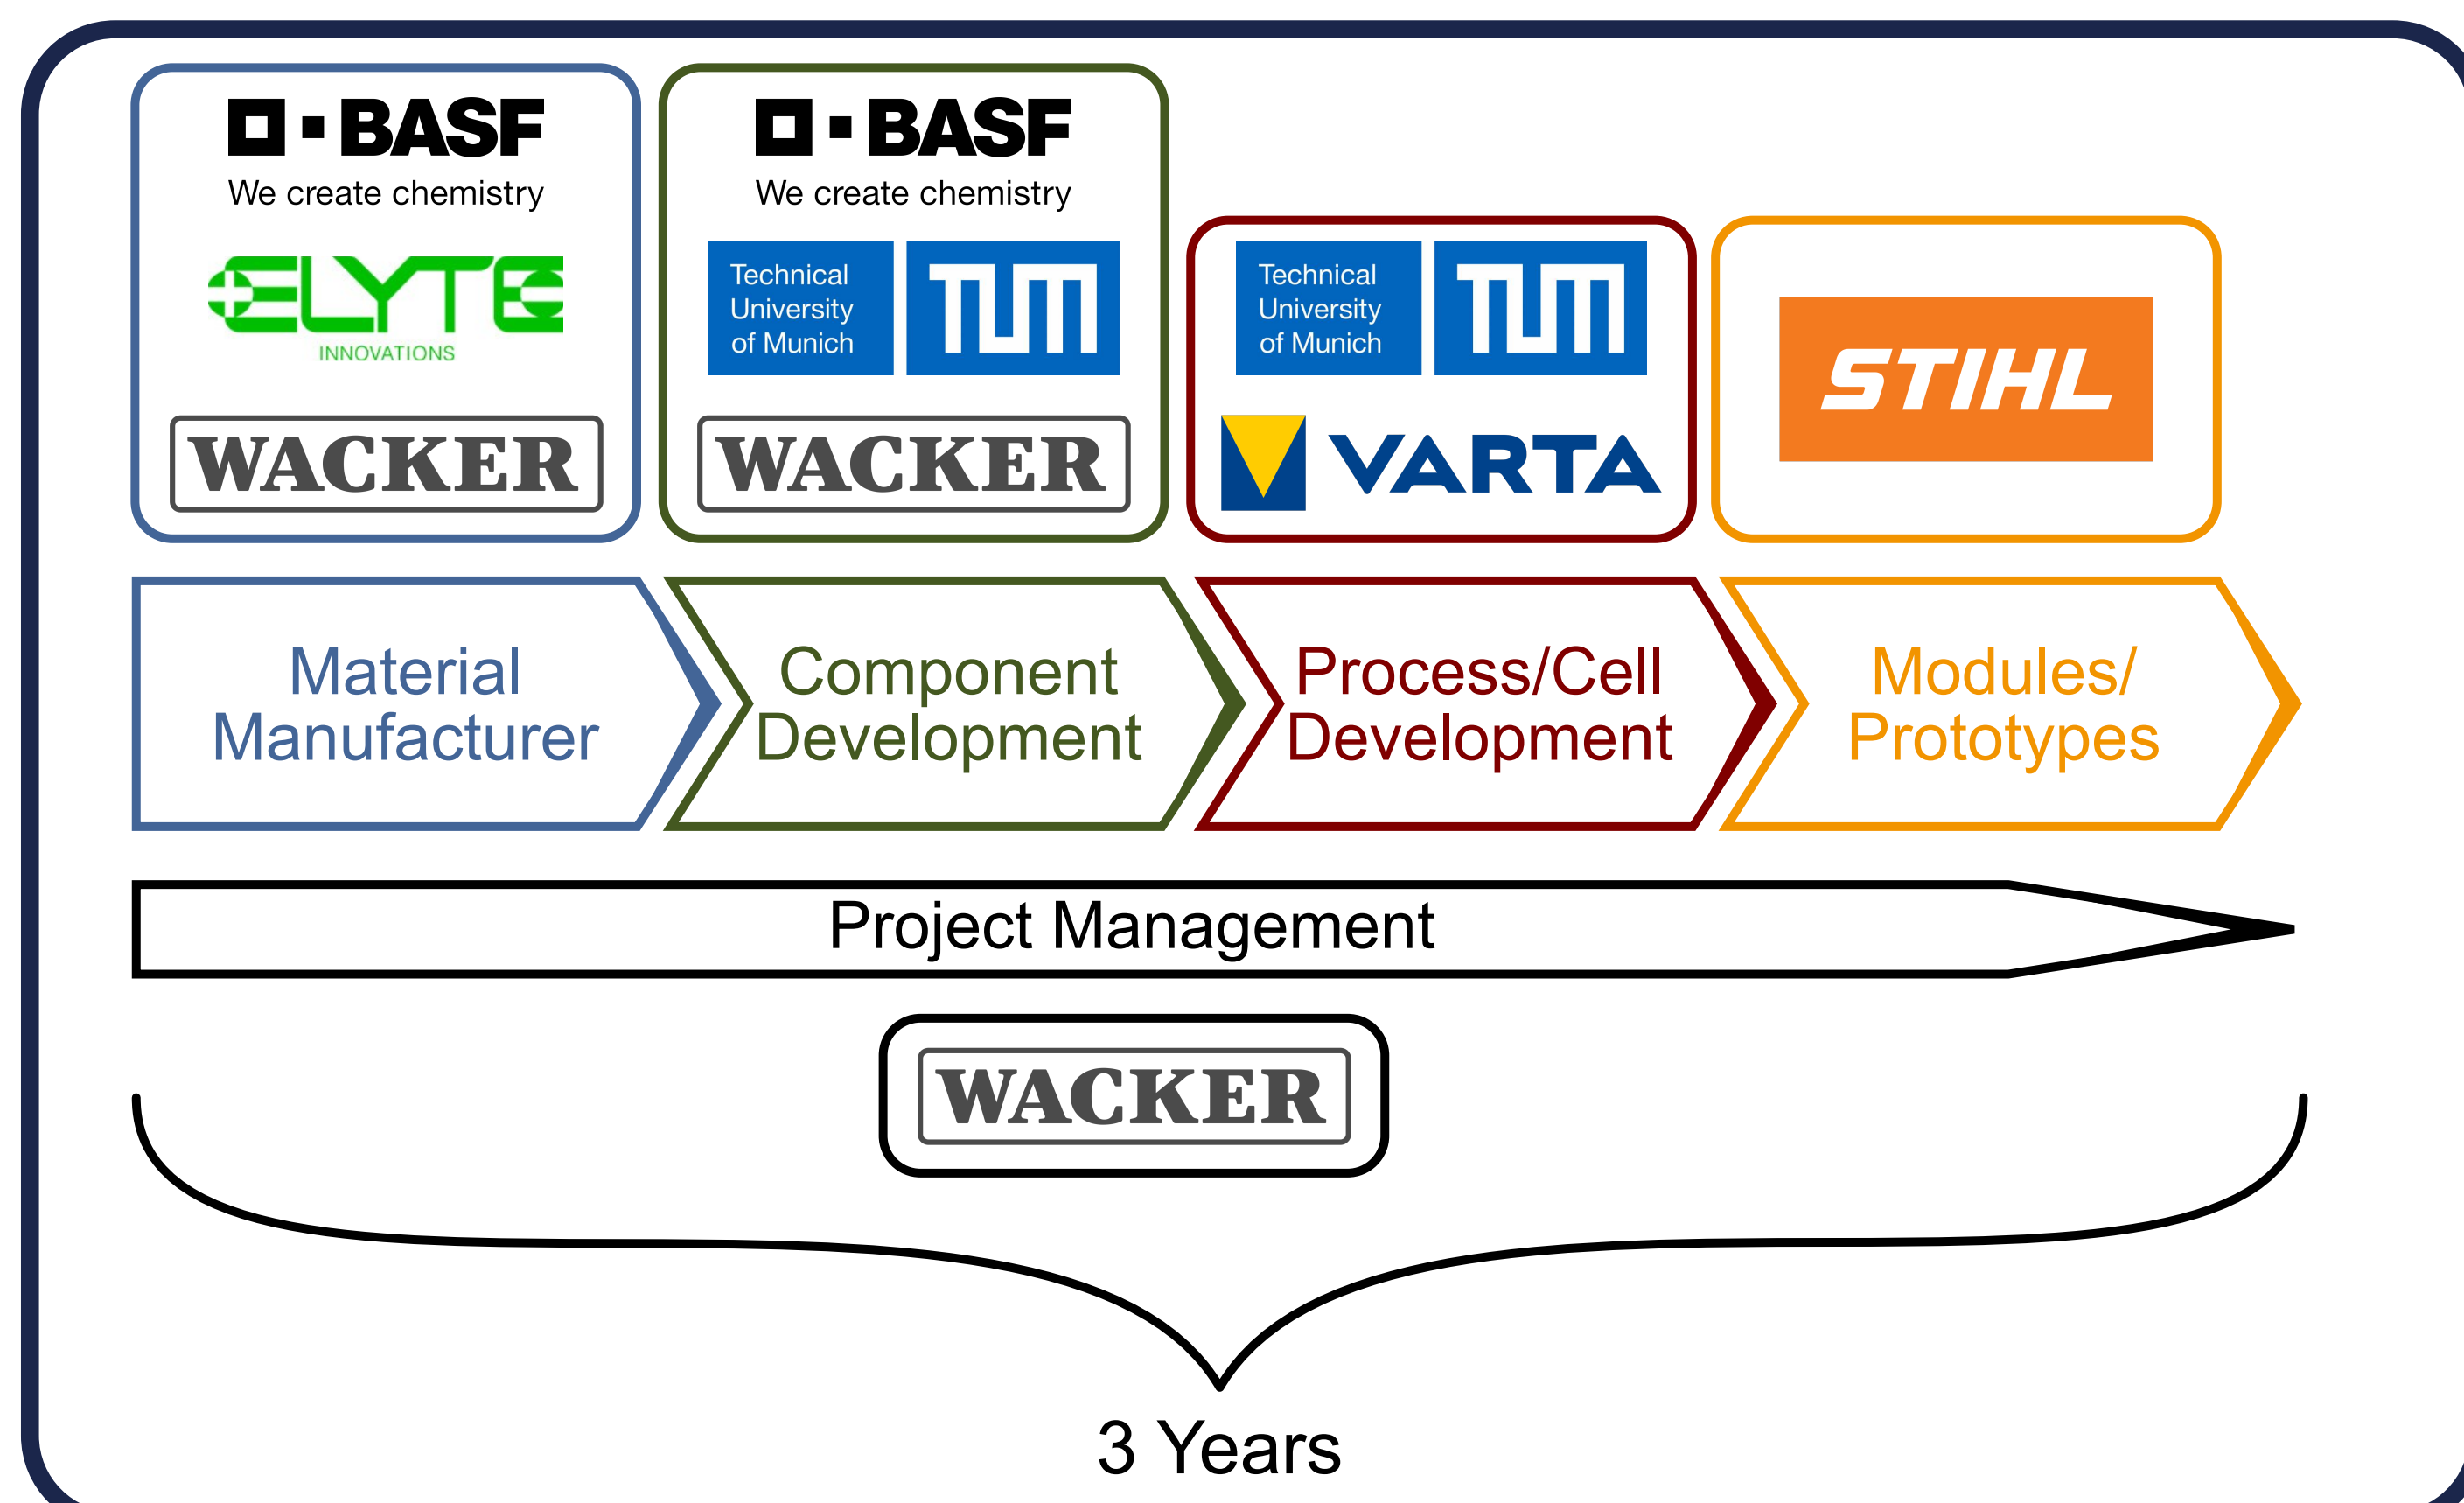 BASF
We create chemistry
ELYTE
INNOVATIONS
WACKER
BASF
We create chemistry
Technical
University
of Munich
TUM
WACKER
Technical
University
of Munich
TUM
VARTA
STIHL
Material
Manufacturer
Component
Development
Process/Cell
Development
Modules/
Prototypes
Project Management
WACKER
3 Years